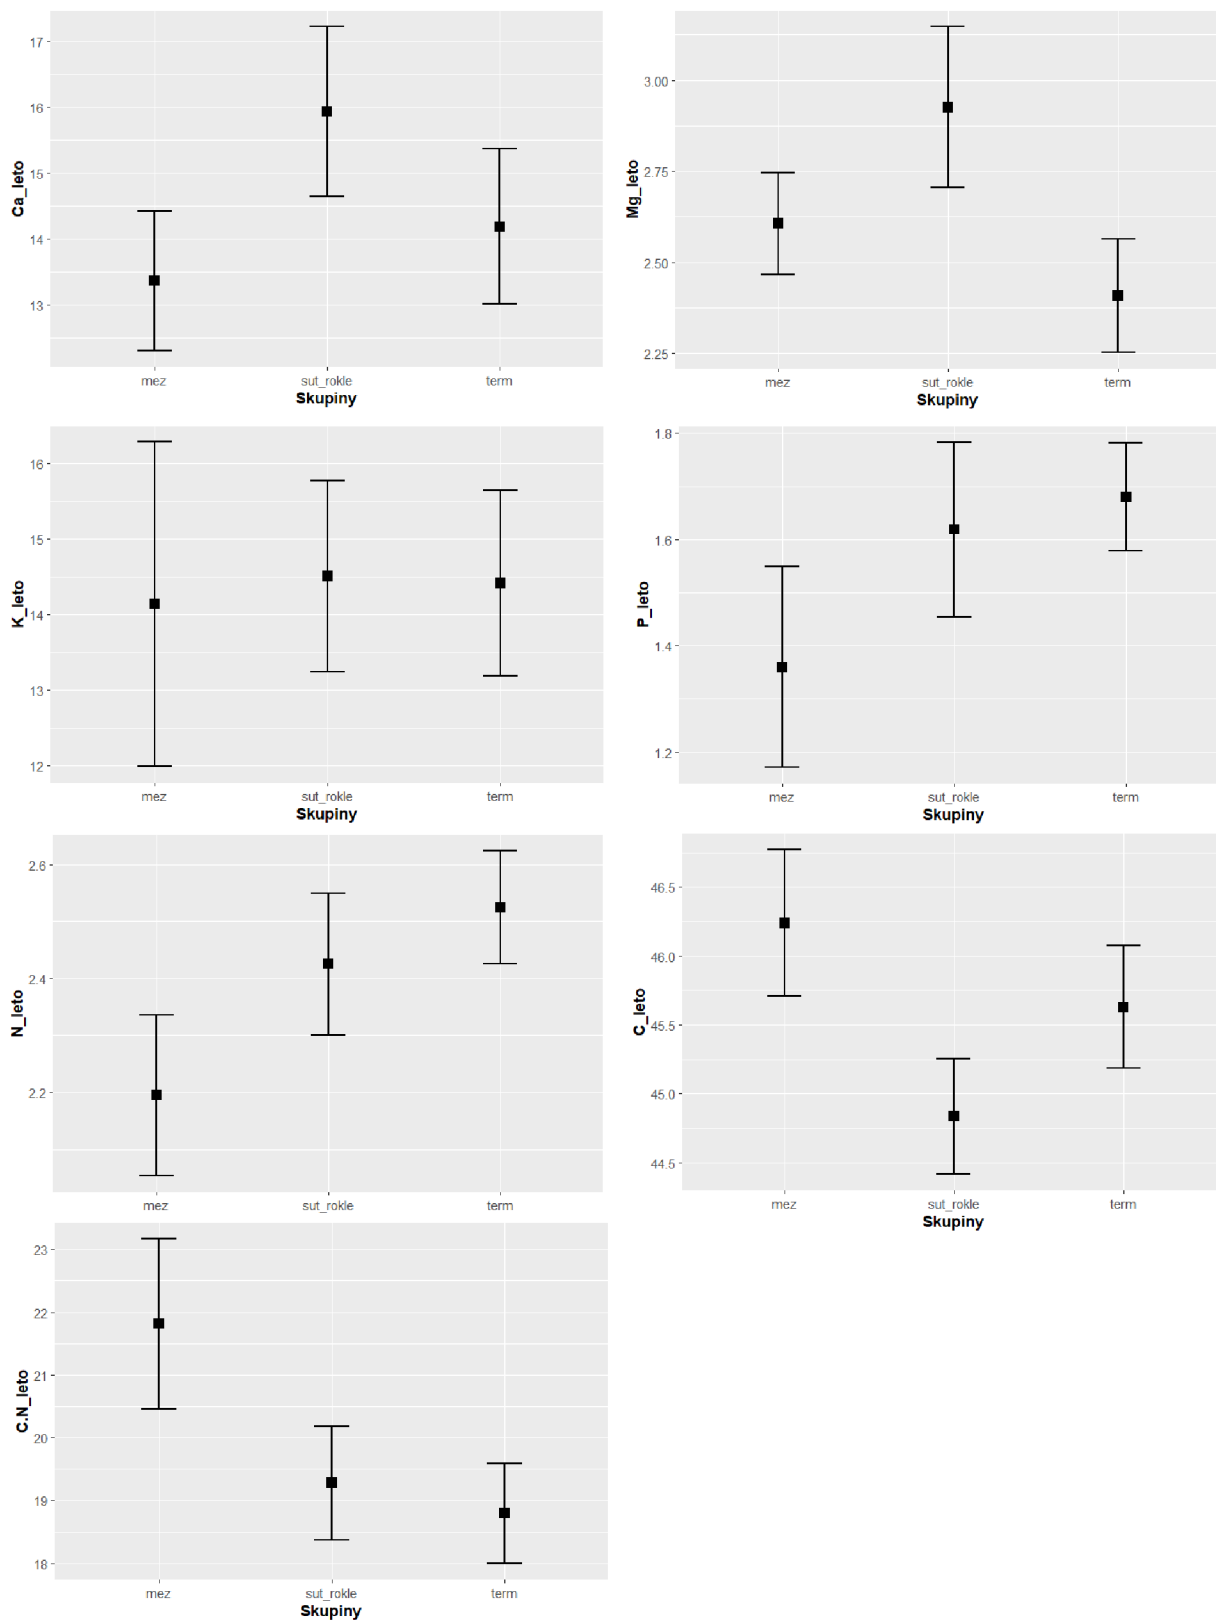 Ca_leto
17
16
15
14
13
mez sut_rokle term
Skupiny
Mg_leto
3.00
2.75
2.50
2.25
mez sut_rokle term
Skupiny
K_leto
16
15
14
13
12
mez sut_rokle term
Skupiny
P_leto
1.8
1.6
1.4
1.2
mez sut_rokle term
Skupiny
N_leto
2.6
2.4
2.2
mez sut_rokle term
C_leto
46.5
46.0
45.5
45.0
44.5
mez sut_rokle term
Skupiny
C.N_leto
23
22
21
20
19
18
mez sut_rokle term
Skupiny